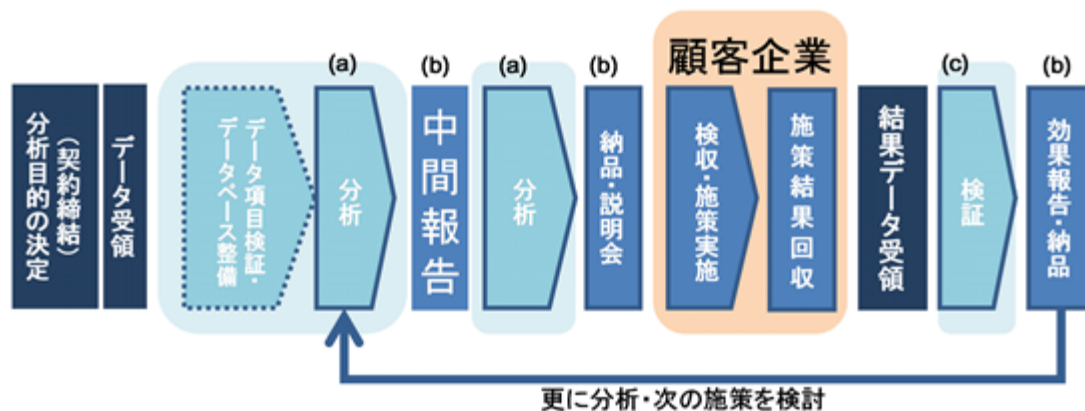 (a)
(b)
(a)
(b)
顧客企業
(c)
(b)
分析目的の決定
(契約締結)
データ受領
データ項目検証・
データベース整備
分析
中間報告
分析
納品・説明会
検収・施策実施
施策結果回収
結果データ受領
検証
効果報告・納品
更に分析・次の施策を検討